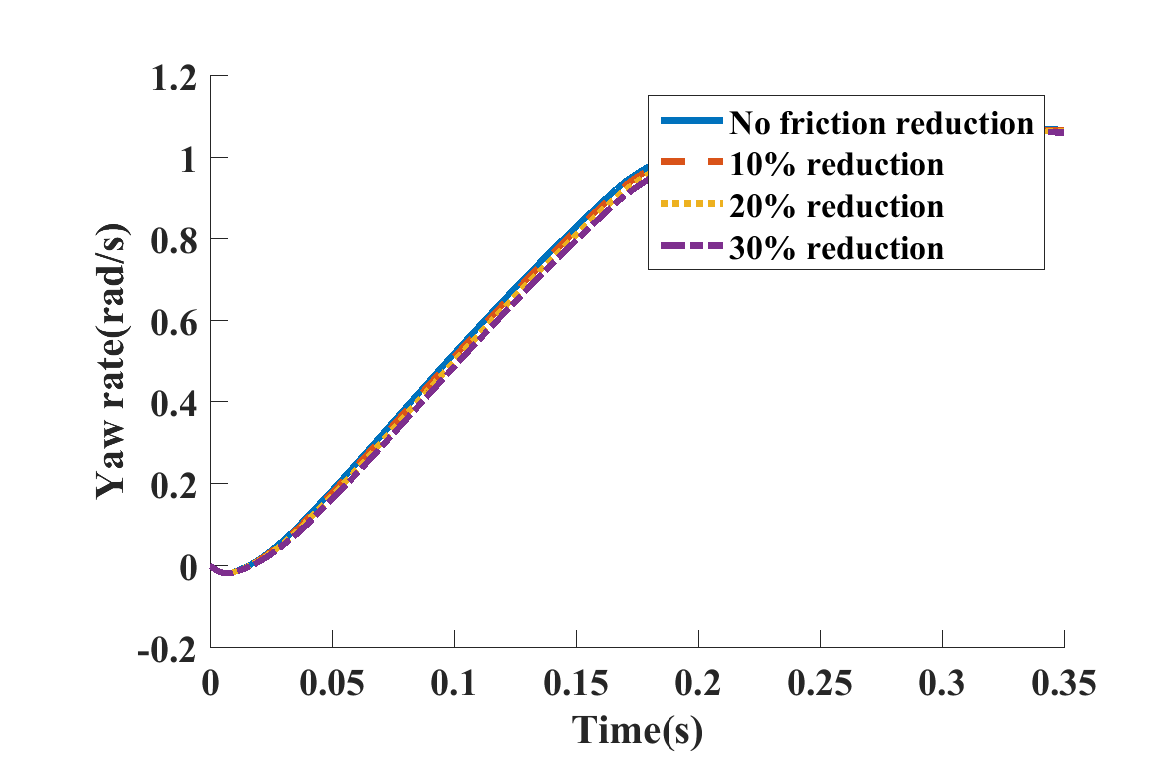 1.2
1
0.8
0.6
0.4
0.2
0
-0.2
Yaw rate(rad/s)
No friction reduction
10% reduction
20% reduction
30% reduction
0 0.05 0.1 0.15 0.2 0.25 0.3 0.35
Time(s)